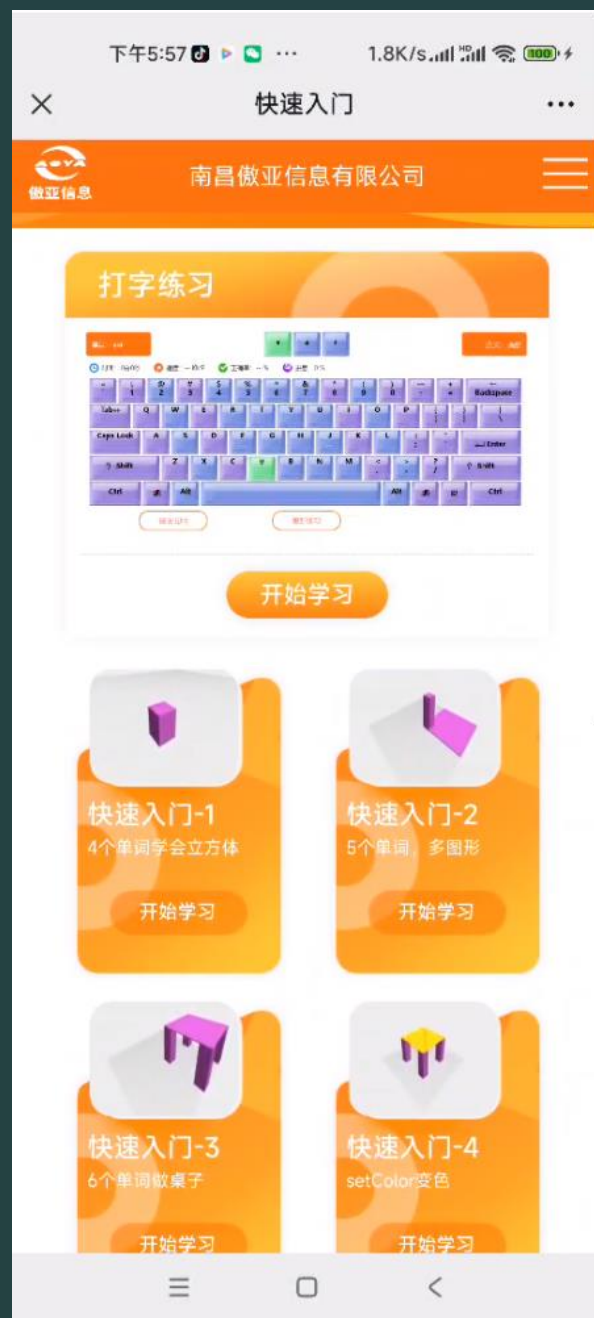 下午5:57
1.8K/s
HD
100
快速入门
AOYA
傲亚信息
南昌傲亚信息有限公司
打字练习
Backspace
Tab
Q W E R T Y U I O P
Caps Lock A S D F G H J K L
Enter
Shift Z X C V B N M
Shift
Ctrl
Alt
Alt
Ctrl
开始学习
快速入门-1
4个单词学会立方体
开始学习
快速入门-2
5个单词，多图形
开始学习
快速入门-3
6个单词做桌子
开始学习
快速入门-4
setColor变色
开始学习